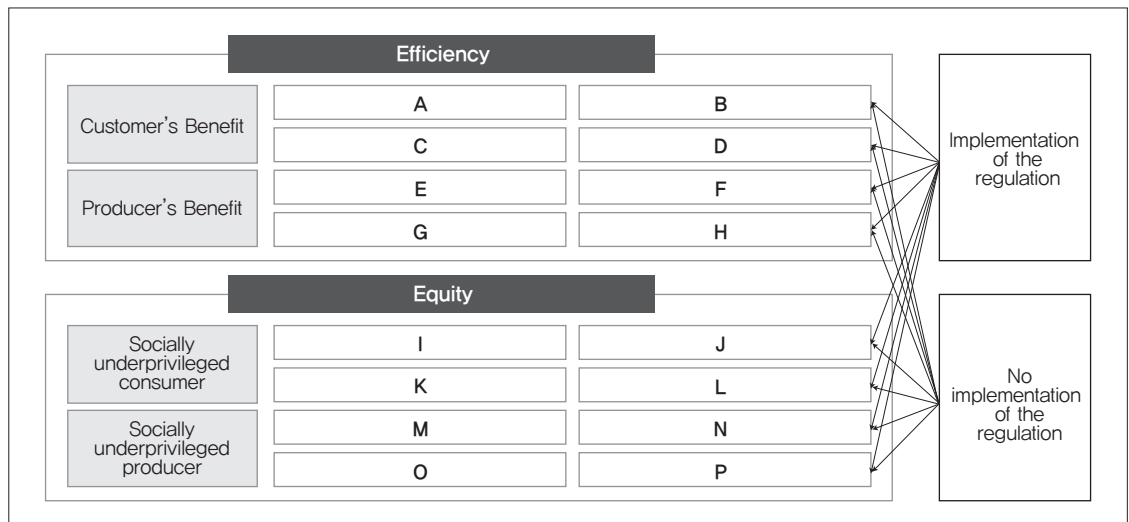 Efficiency
Customer's Benefit
A
B
C
D
Producer's Benefit
E
F
G
H
Implementation
of the
regulation
Equity
Socially
underprivileged
consumer
I
J
K
L
Socially
underprivileged
producer
M
N
O
P
No
implementation
of the
regulation